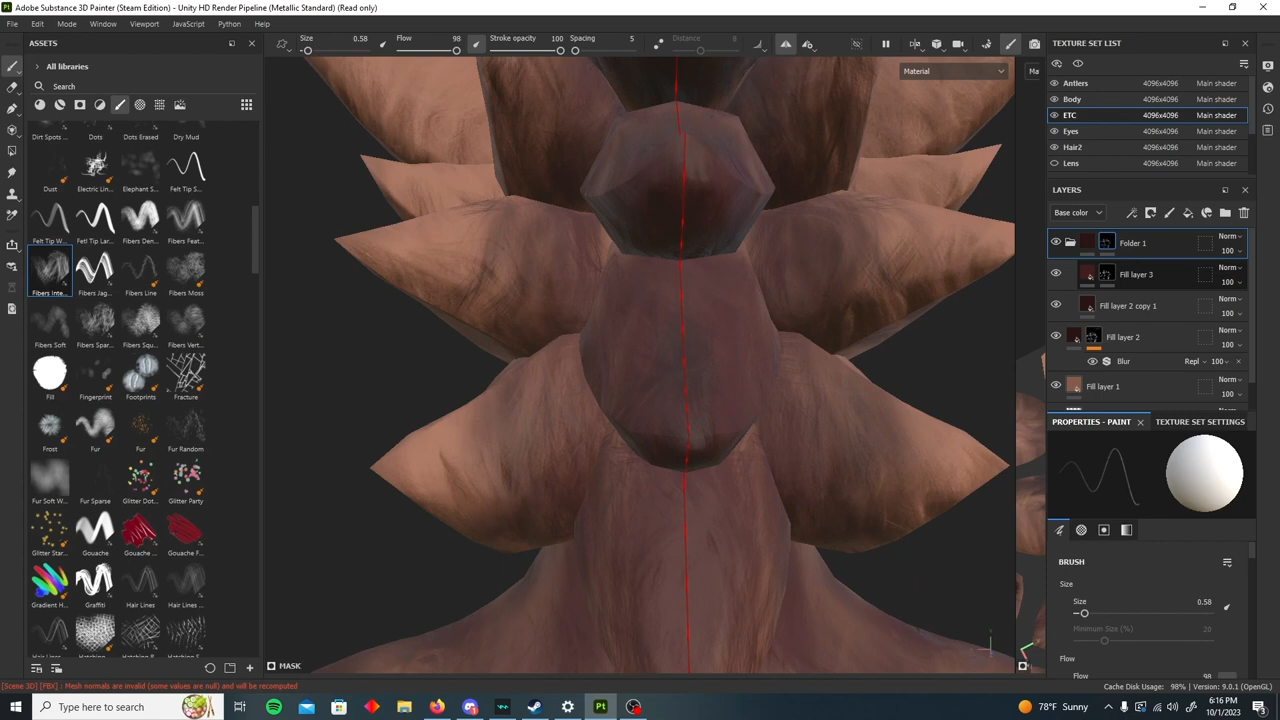 Adobe Substance 3D Painter (Steam Edition) - Unity HD Render Pipeline (Metallic Standard) (Read only)
File Edit Mode Window Viewport JavaScript Python Help
ASSETS
All libraries
Search
Dirt Spots ... Dots Dots Erased Dry Mud
Dust Electric Lin... Elephant S... Felt Tip S...
Felt Tip W... Fetl Tip Lar... Fibers Den... Fibers Feat...
Fibers Inte... Fibers Jag... Fibers Line Fibers Moss
Fibers Soft Fibers Spar... Fibers Squ... Fibers Vert...
Fill Fingerprint Footprints Fracture
Frost Fur Fur Fur Random
Fur Soft W... Fur Sparse Glitter Dot... Glitter Party
Glitter Star... Gouache Gouache ... Gouache F...
Gradient H... Graffiti Hair Lines Hair Lines ...
Size 0.58 Flow 98 Stroke opacity 100 Spacing 5 Distance 8
Material
Ma
MASK
TEXTURE SET LIST
Antlers 4096x4096 Main shader
Body 4096x4096 Main shader
ETC 4096x4096 Main shader
Eyes 4096x4096 Main shader
Hair2 4096x4096 Main shader
Lens 4096x4096 Main shader
LAYERS
Base color
Folder 1 Norm 100
Fill layer 3 Norm 100
Fill layer 2 copy 1 Norm 100
Fill layer 2 Norm 100
Blur Repl 100
Fill layer 1 Norm 100
PROPERTIES - PAINT TEXTURE SET SETTINGS
BRUSH
Size
Size 0.58
Minimum Size (%) 20
Flow
Flow 98
[Scene 3D] [FBX] : Mesh normals are invalid (some values are null) and will be recomputed
Cache Disk Usage: 98% | Version: 9.0.1 (OpenGL)
Type here to search
78°F Sunny
6:16 PM
10/1/2023